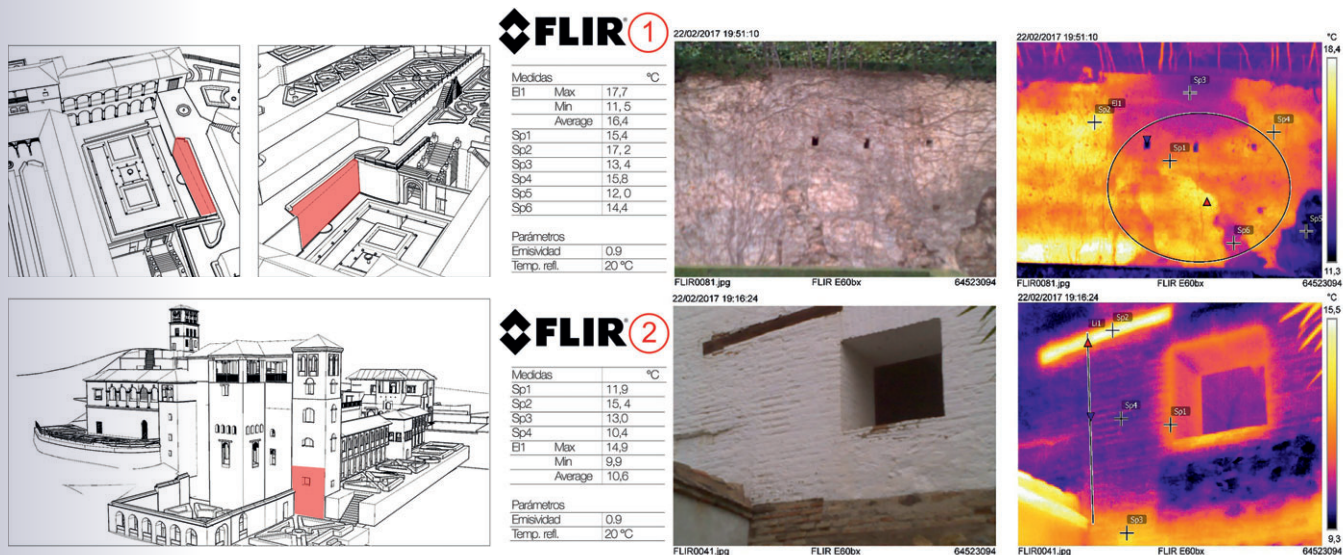 FLIR 1
Medidas °C
El1 Max 17,7
Min 11, 5
Average 16,4
Sp1 15,4
Sp2 17, 2
Sp3 13, 4
Sp4 15,8
Sp5 12, 0
Sp6 14,4
Parámetros
Emisividad 0.9
Temp. refl. 20 °C
22/02/2017 19:51:10
FLIR0081.jpg FLIR E60bx 64523094
22/02/2017 19:51:10 °C
18,4
Sp3
El1
Sp2
Sp4
Sp1
Sp5
Sp6
11,3
FLIR0081.jpg FLIR E60bx 64523094
FLIR 2
Medidas °C
Sp1 11,9
Sp2 15, 4
Sp3 13,0
Sp4 10,4
El1 Max 14,9
Min 9,9
Average 10,6
Parámetros
Emisividad 0.9
Temp. refl. 20 °C
22/02/2017 19:16:24
FLIR0041.jpg FLIR E60bx 64523094
22/02/2017 19:16:24 °C
15,5
Li1
Sp2
Sp4
Sp1
Sp3
9,3
FLIR0041.jpg FLIR E60bx 64523094